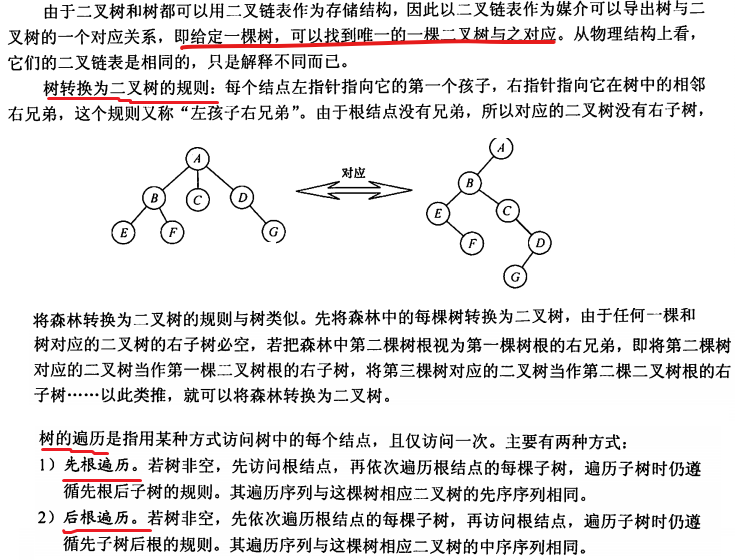 由于二叉树和树都可以用二叉链表作为存储结构，因此以二叉链表作为媒介可以导出树与二
叉树的一个对应关系，即给定一棵树，可以找到唯一的一棵二叉树与之对应。从物理结构上看，
它们的二叉链表是相同的，只是解释不同而已。
树转换为二叉树的规则：每个结点左指针指向它的第一个孩子，右指针指向它在树中的相邻
右兄弟，这个规则又称“左孩子右兄弟”。由于根结点没有兄弟，所以对应的二叉树没有右子树，
A
B
C
D
E
F
G
对应
A
B
E
C
F
D
G
将森林转换为二叉树的规则与树类似。先将森林中的每棵树转换为二叉树，由于任何一棵和
树对应的二叉树的右子树必空，若把森林中第二棵树根视为第一棵树根的右兄弟，即将第二棵树
对应的二叉树当作第一棵二叉树根的右子树，将第三棵树对应的二叉树当作第二棵二叉树根的右
子树……以此类推，就可以将森林转换为二叉树。
树的遍历是指用某种方式访问树中的每个结点，且仅访问一次。主要有两种方式：
1）先根遍历。若树非空，先访问根结点，再依次遍历根结点的每棵子树，遍历子树时仍遵
循先根后子树的规则。其遍历序列与这棵树相应二叉树的先序序列相同。
2）后根遍历。若树非空，先依次遍历根结点的每棵子树，再访问根结点，遍历子树时仍遵
循先子树后根的规则。其遍历序列与这棵树相应二叉树的中序序列相同。